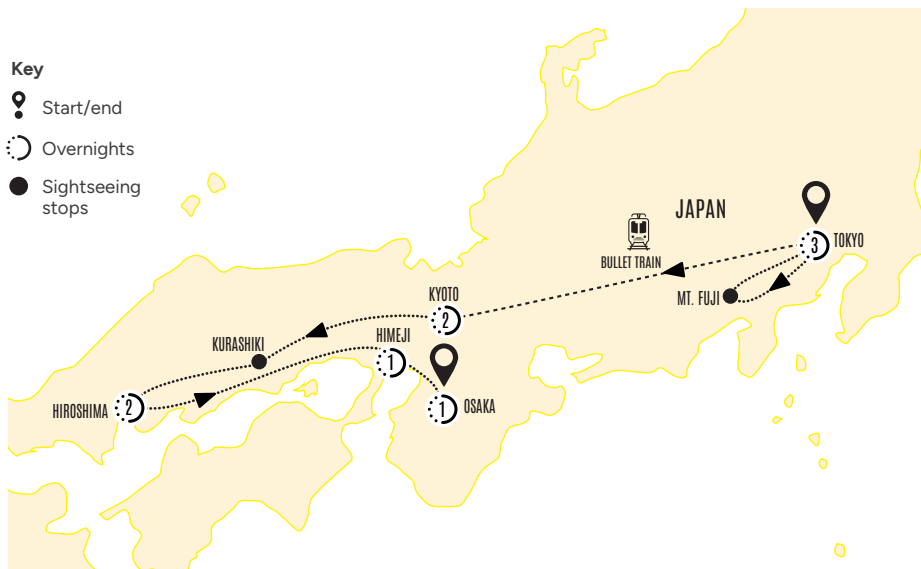 Key
Start/end
Overnights
Sightseeing
stops
JAPAN
BULLET TRAIN
3
TOKYO
MT. FUJI
KYOTO
2
HIMEJI
1
KURASHIKI
HIROSHIMA
2
1
OSAKA